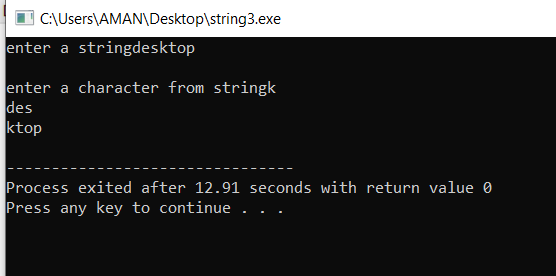 C:\Users\AMAN\Desktop\string3.exe
enter a stringdesktop
enter a character from stringk
des
ktop
--------------------------------
Process exited after 12.91 seconds with return value 0
Press any key to continue . . .